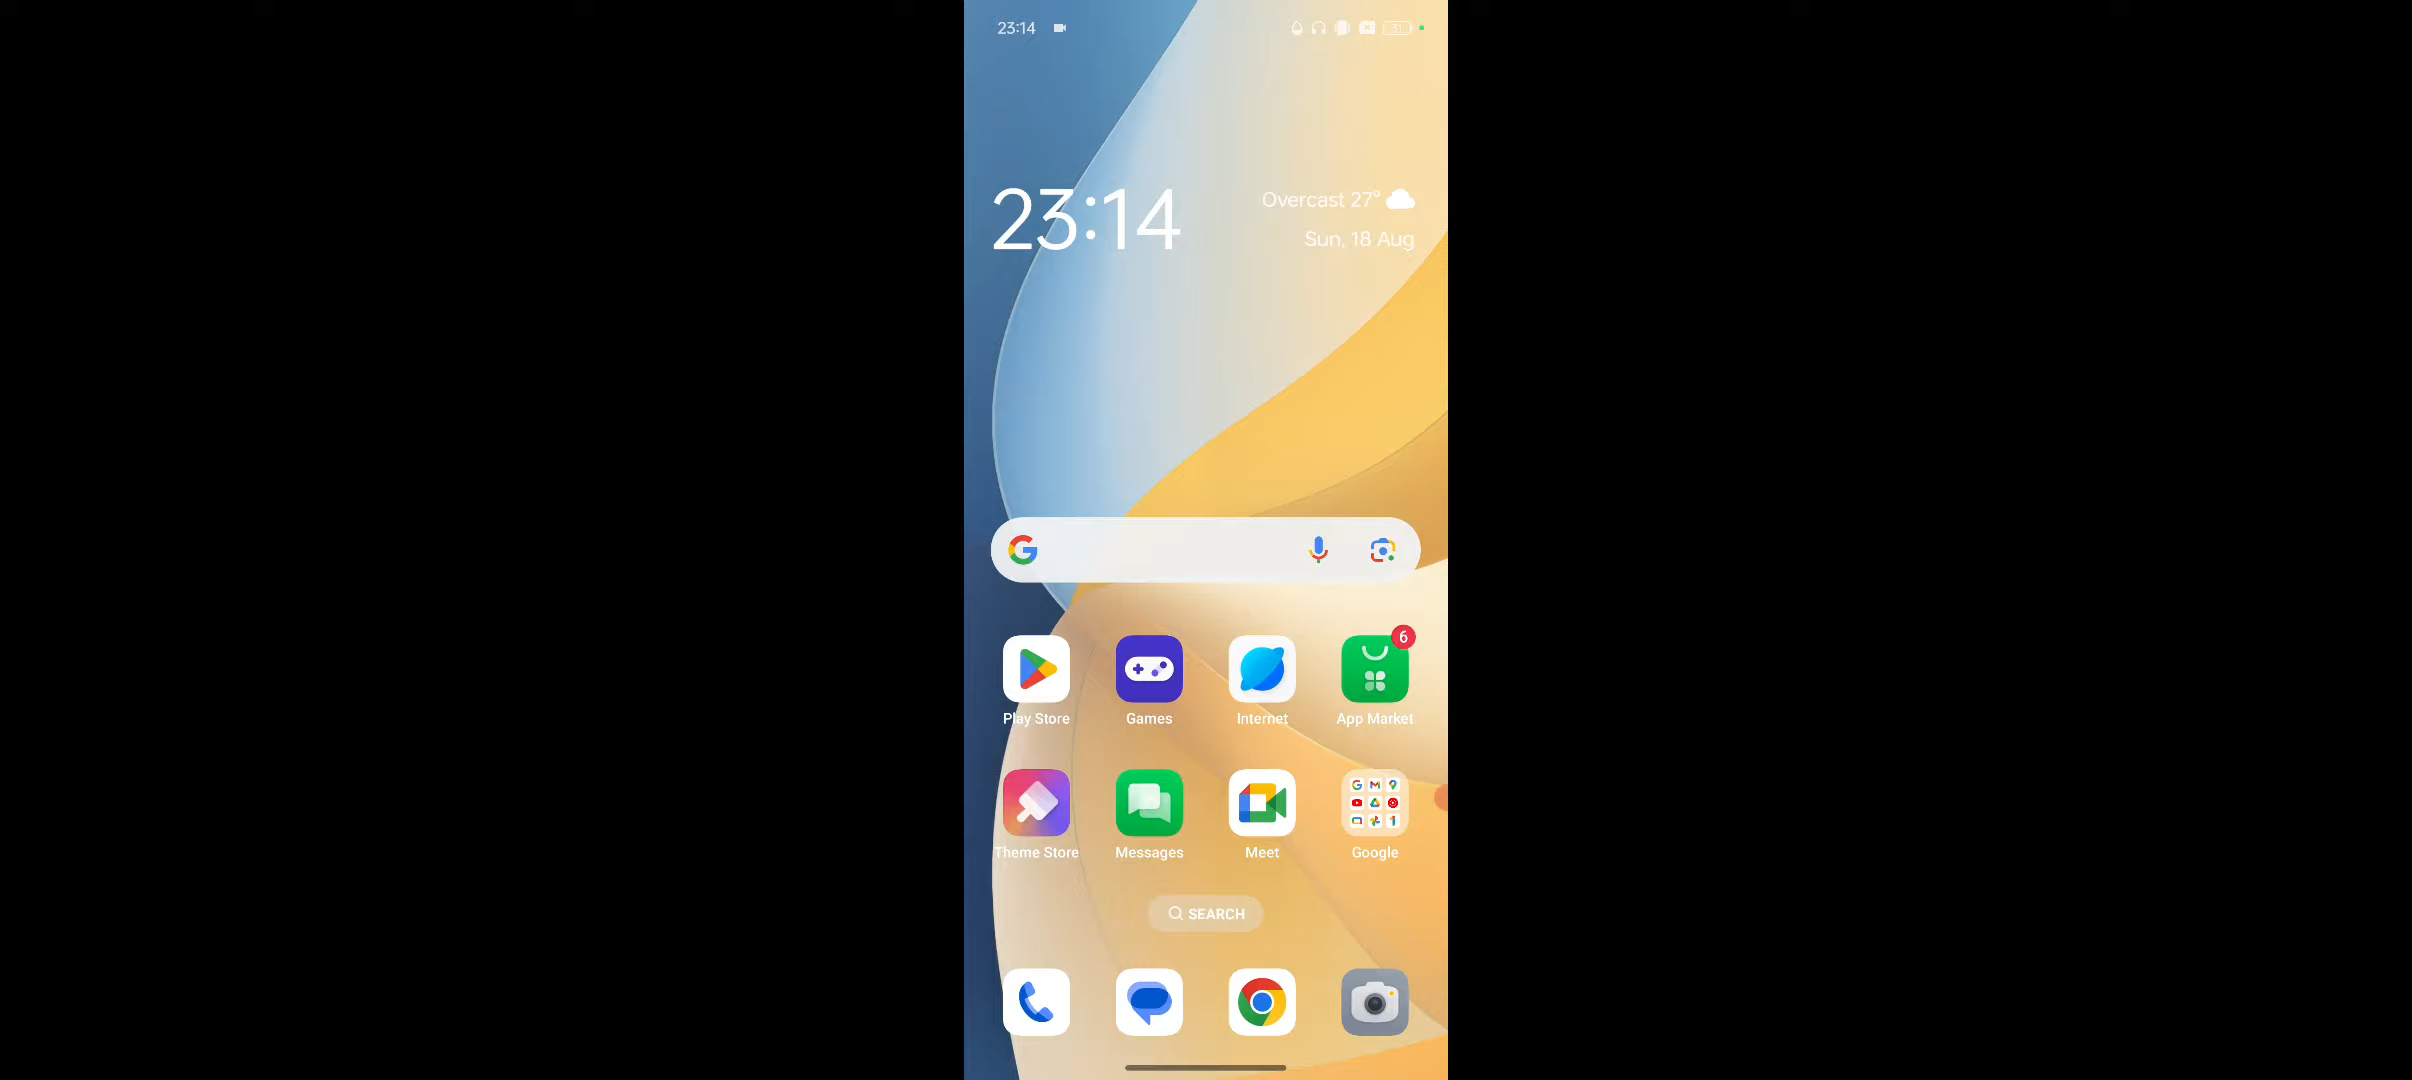 23:14
31
23:14
Overcast 27°
Sun, 18 Aug
Play Store
Games
Internet
App Market
6
Theme Store
Messages
Meet
Google
SEARCH